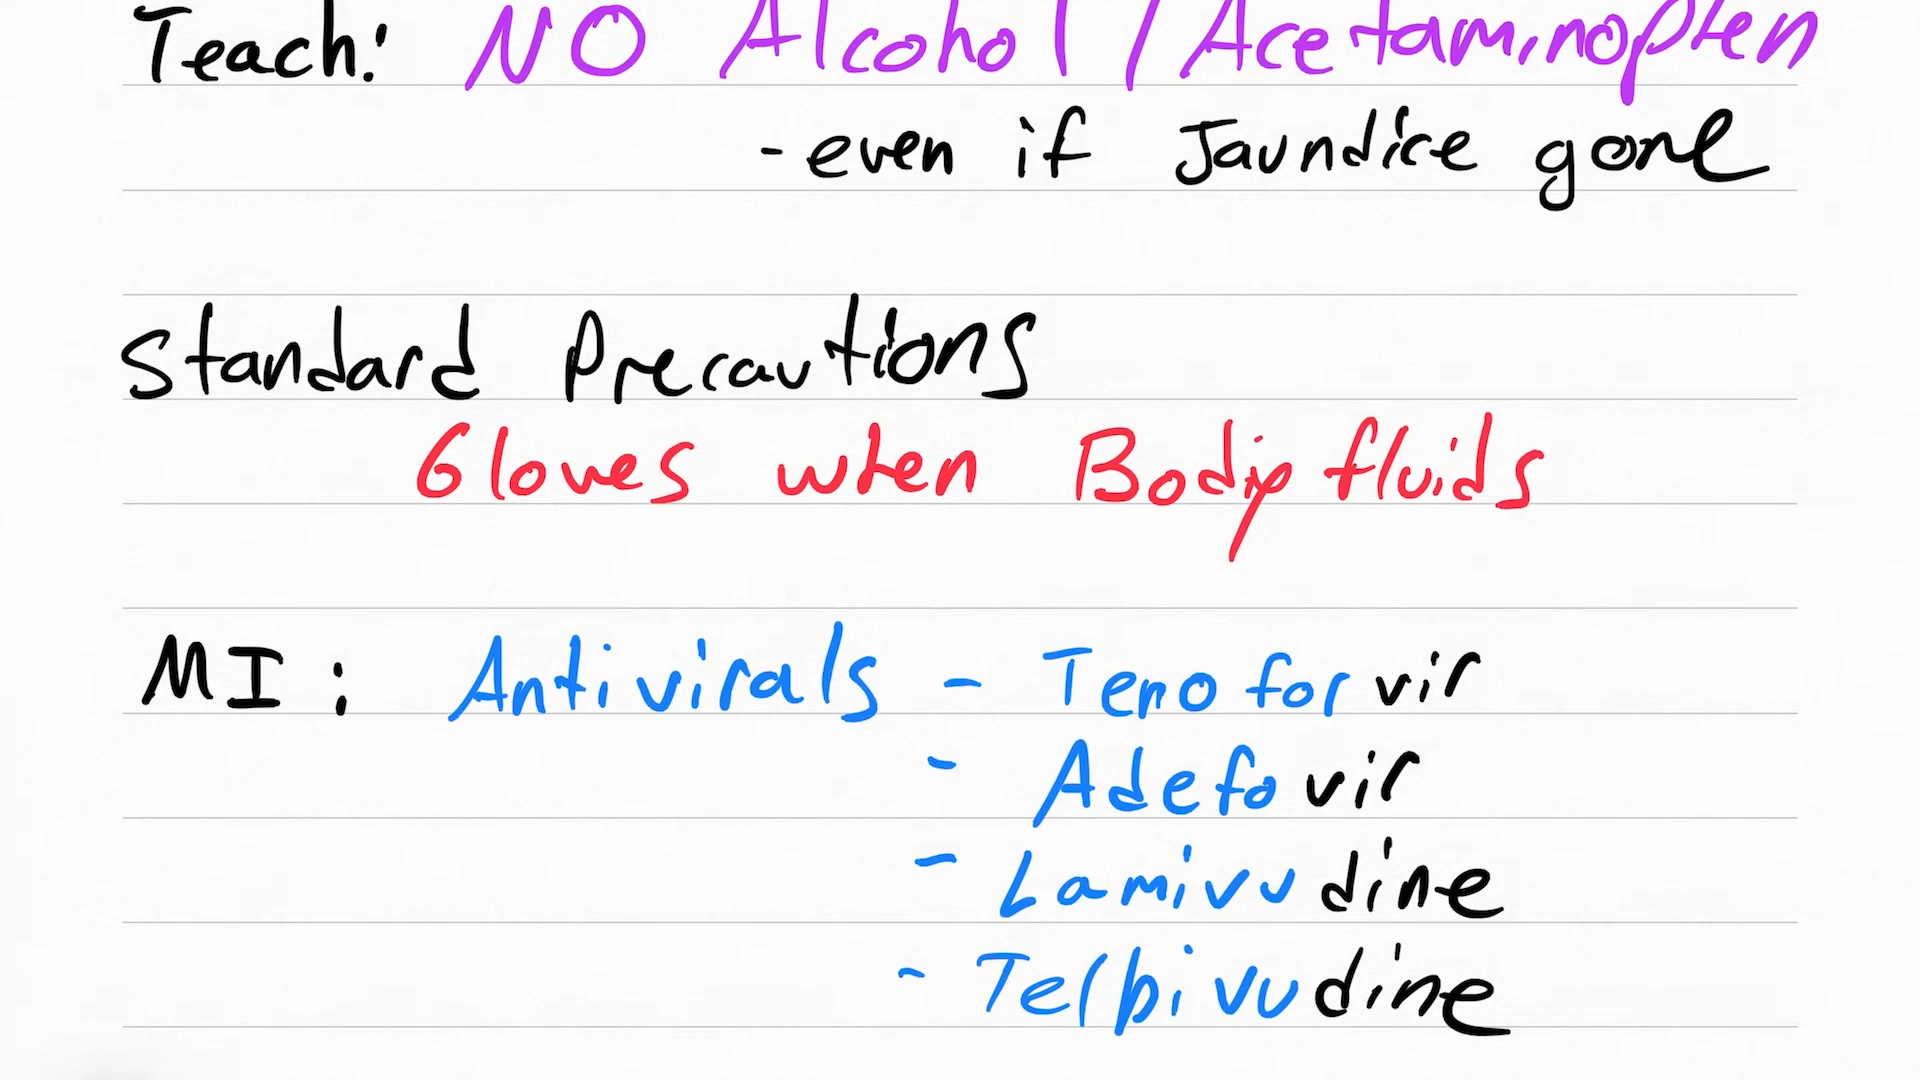 Teach: NO Alcohol / Acetaminophen
- even if Jaundice gone
Standard Precautions
Gloves when Body fluids
MI: Antivirals - Tenoforvir
- Adefovir
- Lamivudine
- Telbivudine